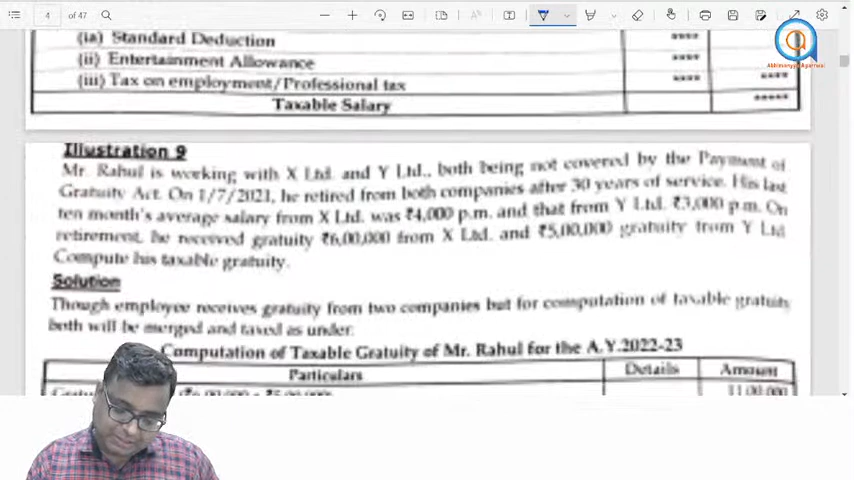 4 of 47
(ia) Standard Deduction ****
(ii) Entertainment Allowance ****
(iii) Tax on employment/Professional tax **** ****
Taxable Salary *****
Illustration 9
Mr. Rahul is working with X Ltd. and Y Ltd., both being not covered by the Payment of
Gratuity Act. On 1/7/2021, he retired from both companies after 30 years of service. His last
ten month's average salary from X Ltd. was ₹4,000 p.m. and that from Y Ltd. ₹3,000 p.m. On
retirement, he received gratuity ₹6,00,000 from X Ltd. and ₹5,00,000 gratuity from Y Ltd
Compute his taxable gratuity.
Solution
Though employee receives gratuity from two companies but for computation of taxable gratuity
both will be merged and taxed as under:
Computation of Taxable Gratuity of Mr. Rahul for the A.Y.2022-23
Particulars Details Amount
11,00,000